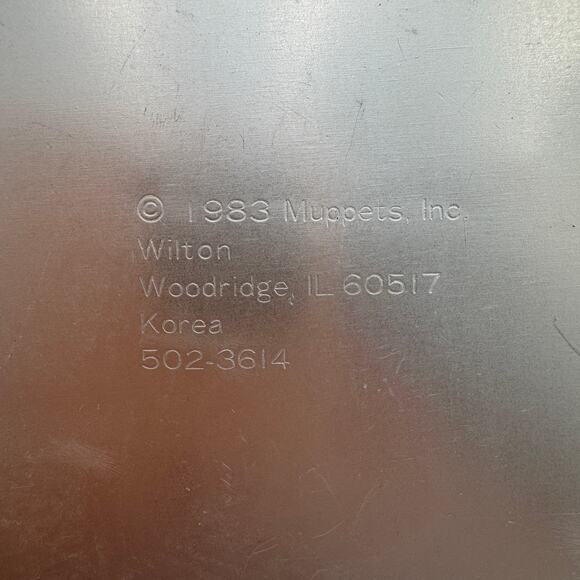 © 1983 Muppets, Inc.
Wilton
Woodridge, IL 60517
Korea
502-3614